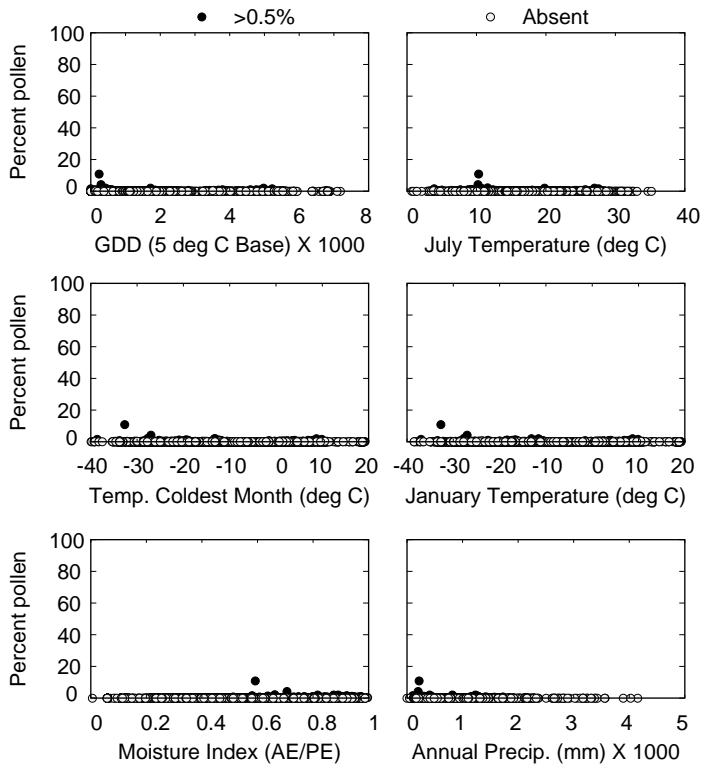 >0.5% Absent
Percent pollen
100
80
60
40
20
0
0 2 4 6 8
GDD (5 deg C Base) X 1000
0 10 20 30 40
July Temperature (deg C)
Percent pollen
100
80
60
40
20
0
-40 -30 -20 -10 0 10 20
Temp. Coldest Month (deg C)
-40 -30 -20 -10 0 10 20
January Temperature (deg C)
Percent pollen
100
80
60
40
20
0
0 0.2 0.4 0.6 0.8 1
Moisture Index (AE/PE)
0 1 2 3 4 5
Annual Precip. (mm) X 1000